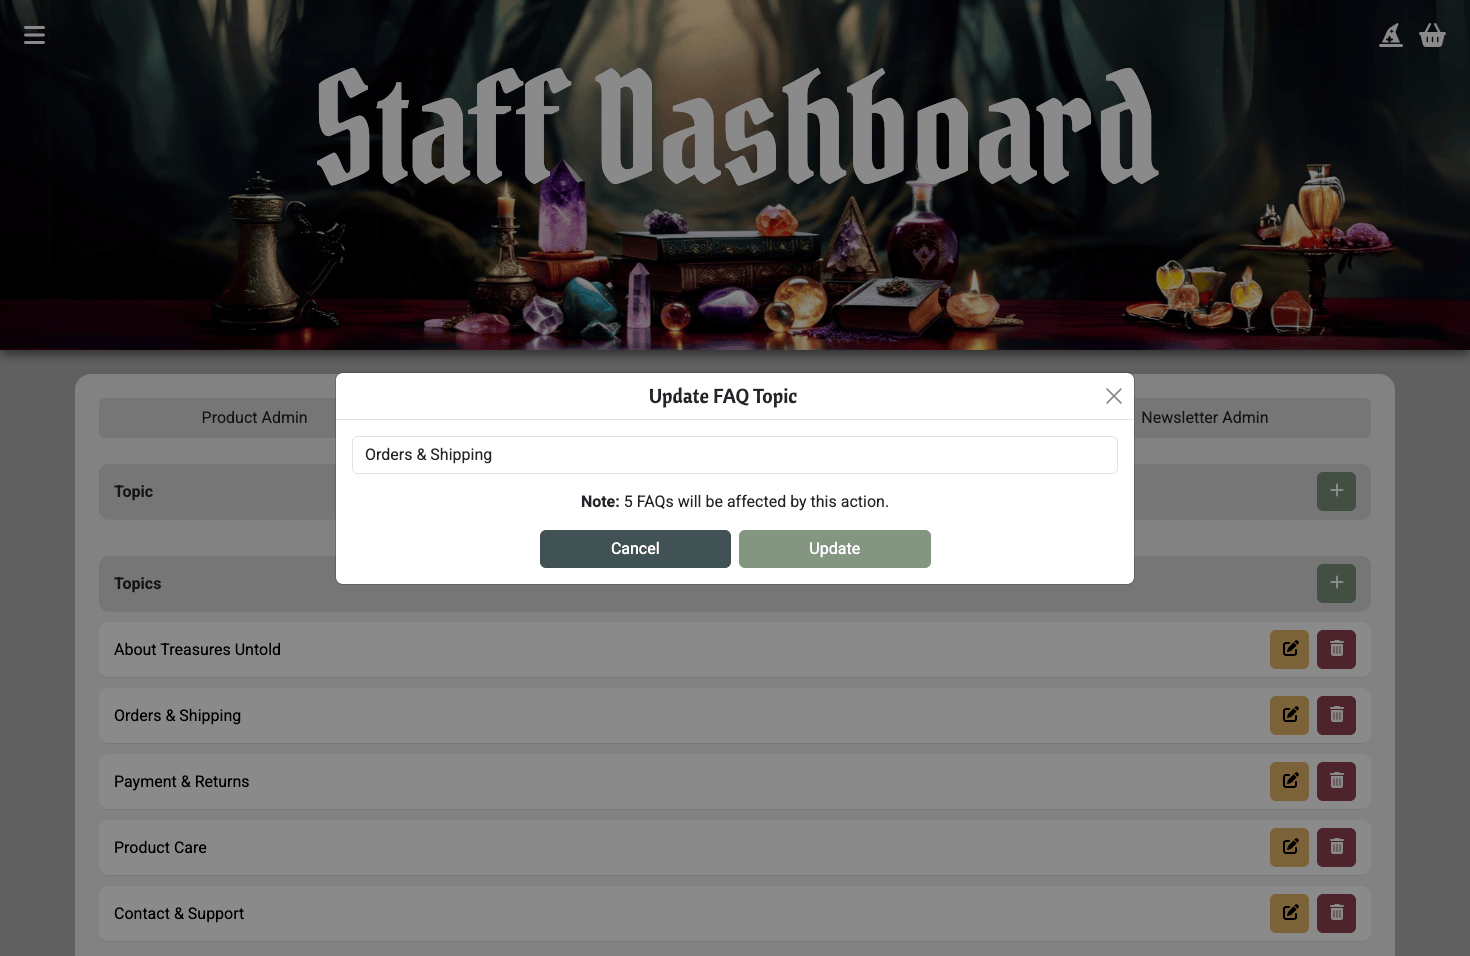 Staff Dashboard
Update FAQ Topic
Product Admin
Newsletter Admin
Orders & Shipping
Topic
Note: 5 FAQs will be affected by this action.
Cancel
Update
Topics
About Treasures Untold
Orders & Shipping
Payment & Returns
Product Care
Contact & Support